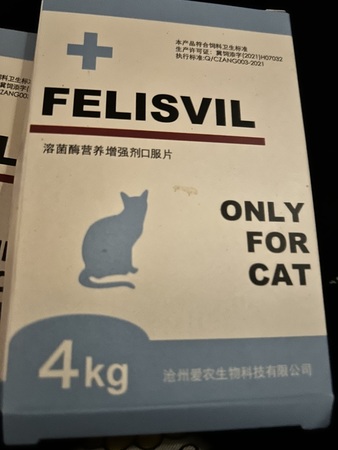 本产品符合饲料卫生标准
生产许可证：冀饲添字(2021)H07032
执行标准:Q/CZANG003-2021
FELISVIL
溶菌酶营养增强剂口服片
ONLY
FOR
CAT
4kg
沧州爱农生物科技有限公司